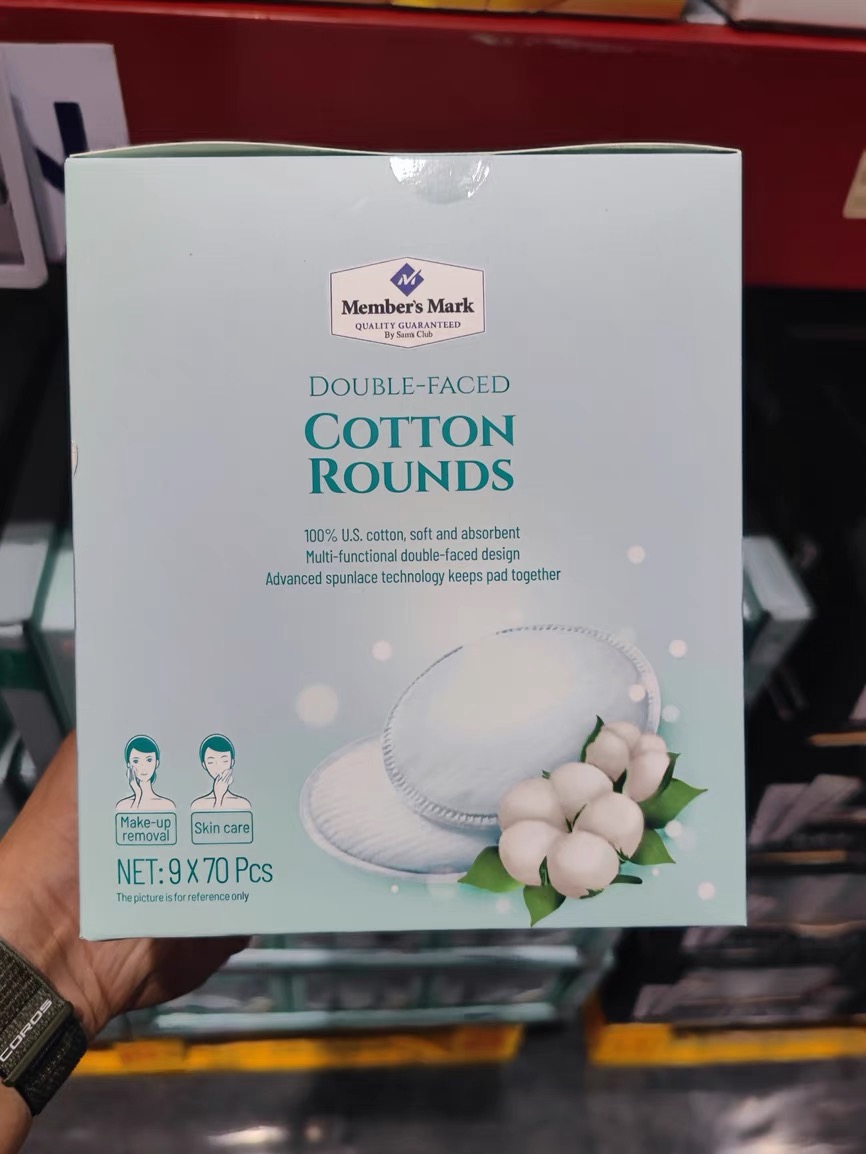 Member's Mark
QUALITY GUARANTEED
By Sam's Club
DOUBLE-FACED
COTTON
ROUNDS
100% U.S. cotton, soft and absorbent
Multi-functional double-faced design
Advanced spunlace technology keeps pad together
Make-up
removal
Skin care
NET: 9 X 70 Pcs
The picture is for reference only
COROS